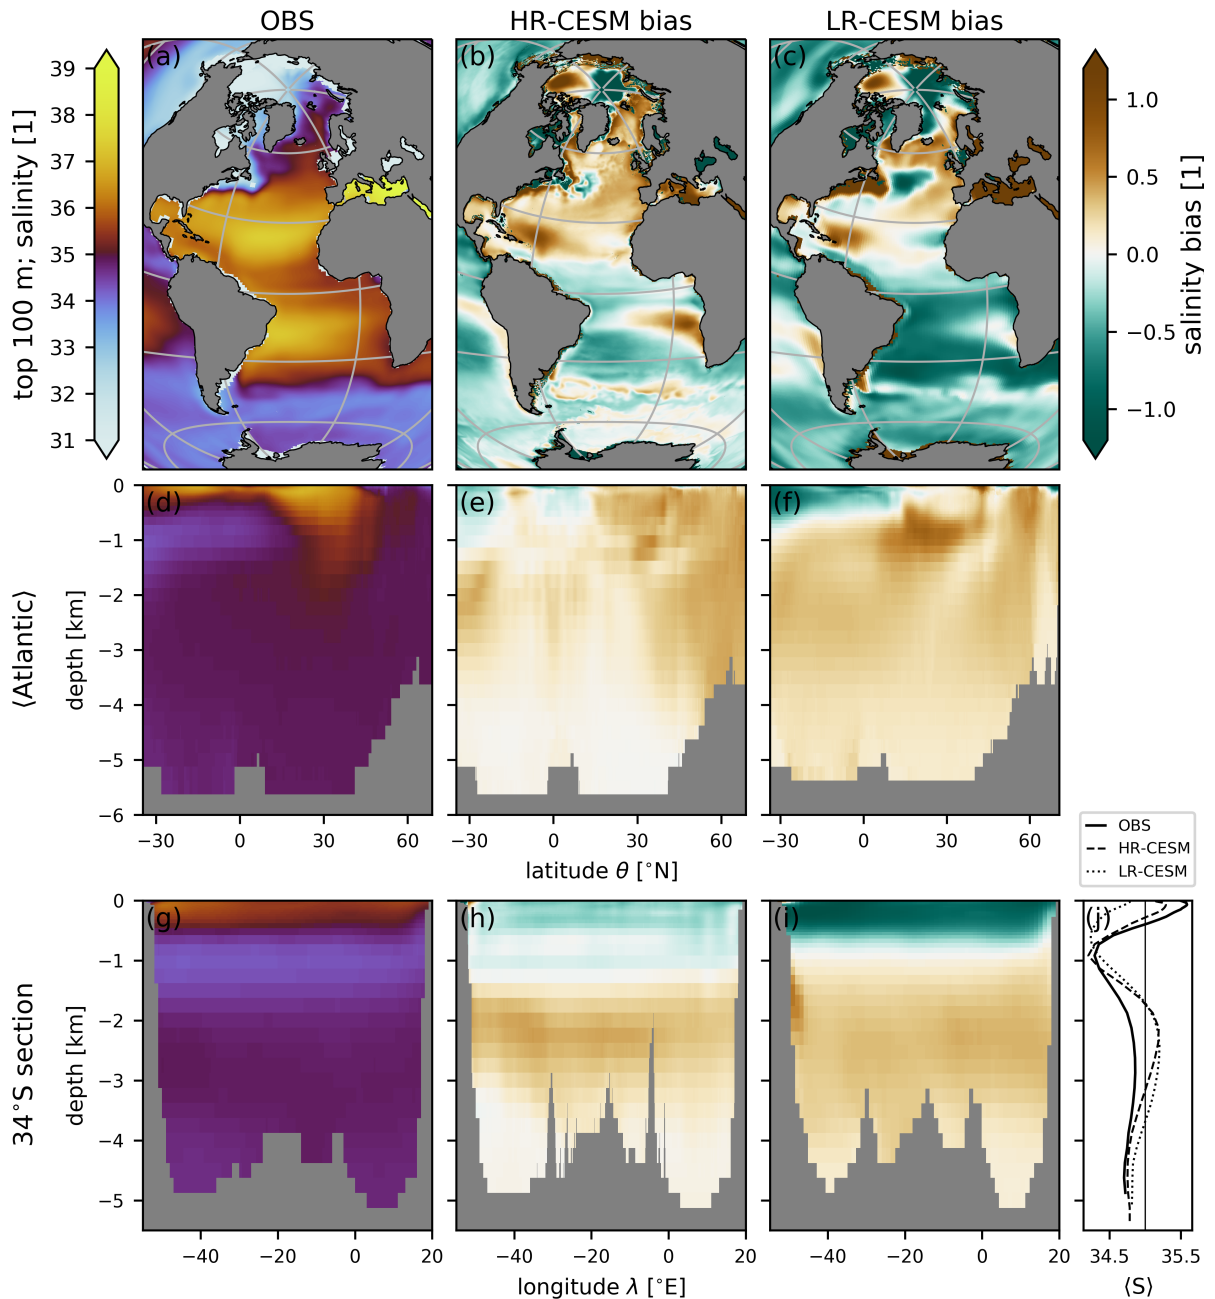 OBS
HR-CESM bias
LR-CESM bias
(a)
(b)
(c)
top 100 m; salinity [1]
39
38
37
36
35
34
33
32
31
1.0
0.5
0.0
−0.5
−1.0
salinity bias [1]
⟨Atlantic⟩
depth [km]
0
−1
−2
−3
−4
−5
−6
(d)
(e)
(f)
−30 0 30 60
−30 0 30 60
−30 0 30 60
latitude θ [°N]
OBS
HR-CESM
LR-CESM
34°S section
depth [km]
0
−1
−2
−3
−4
−5
(g)
(h)
(i)
(j)
−40 −20 0 20
−40 −20 0 20
−40 −20 0 20
34.5 35.5
longitude λ [°E]
⟨S⟩